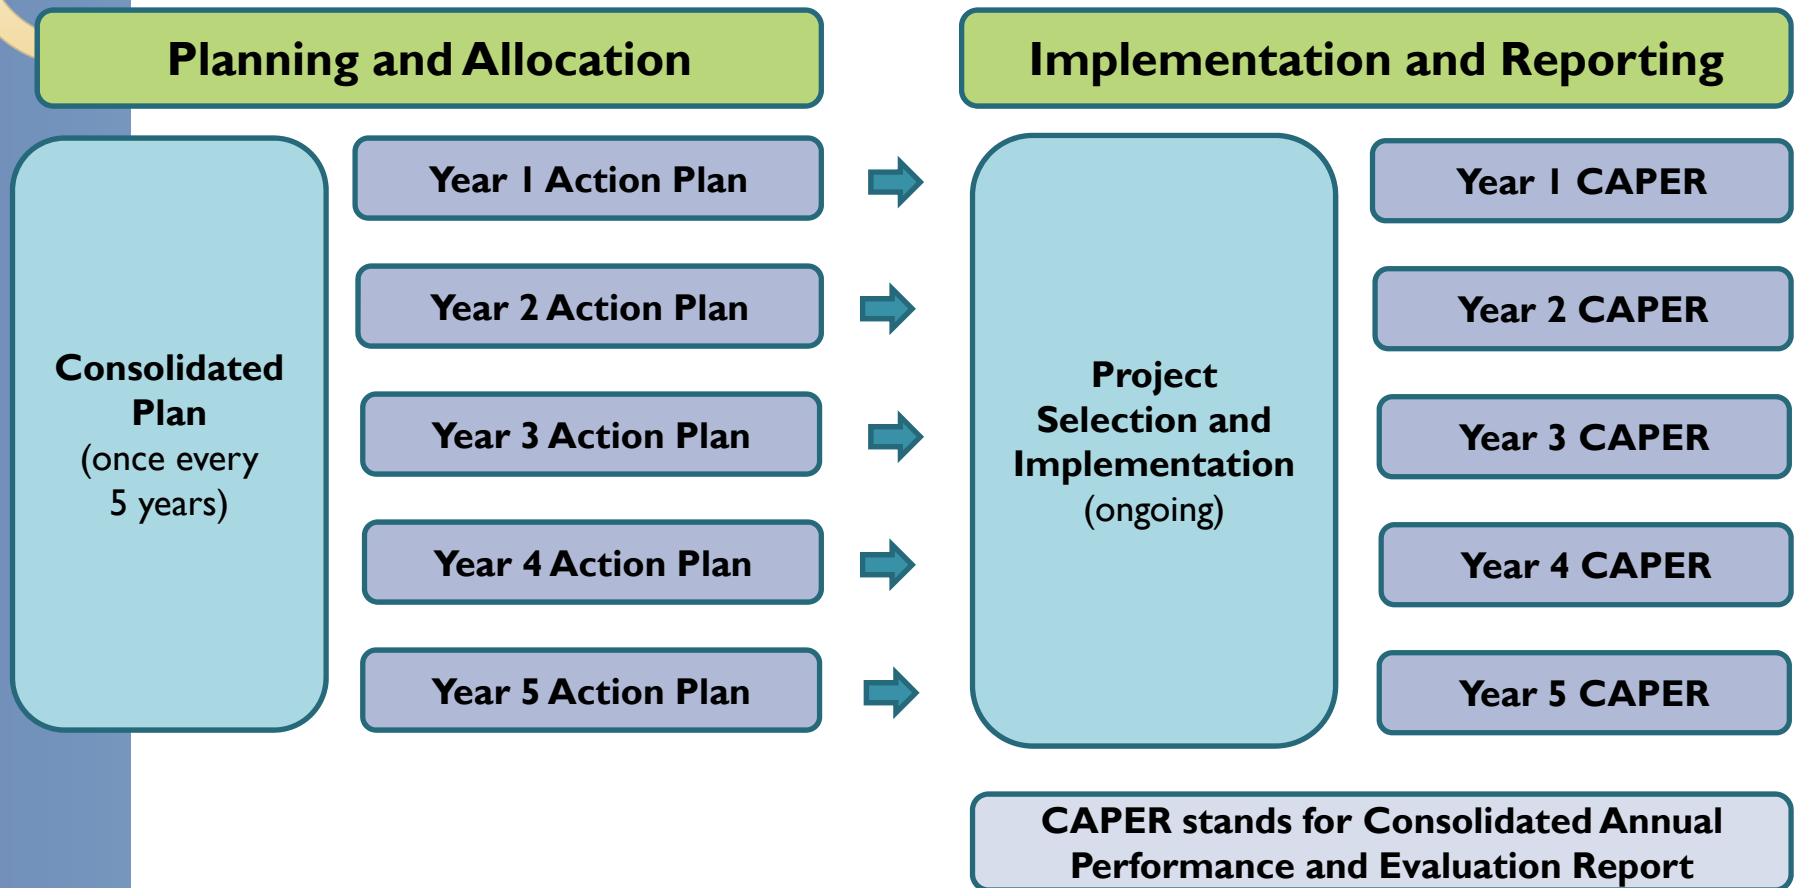 Planning and Allocation
Implementation and Reporting
Consolidated
Plan
(once every
5 years)
Year 1 Action Plan
Year 2 Action Plan
Year 3 Action Plan
Year 4 Action Plan
Year 5 Action Plan
Project
Selection and
Implementation
(ongoing)
Year 1 CAPER
Year 2 CAPER
Year 3 CAPER
Year 4 CAPER
Year 5 CAPER
CAPER stands for Consolidated Annual
Performance and Evaluation Report